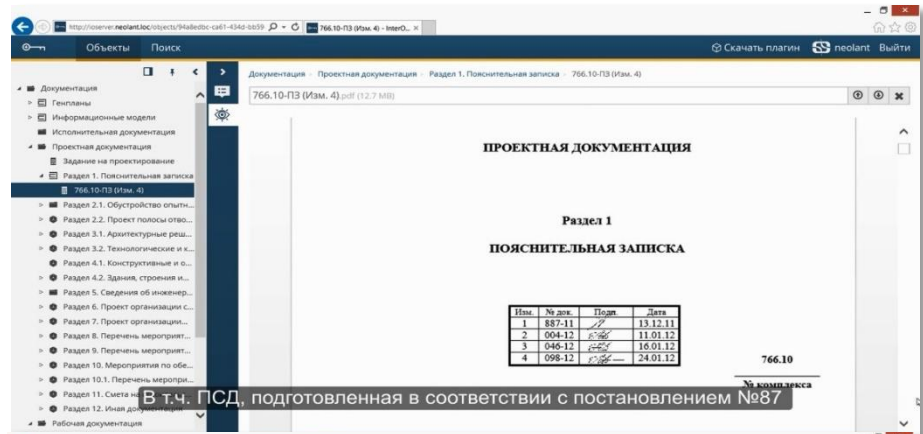 http://ioserver.neolant.loc/objects/94a8edbc-ca61-434d-bb59
766.10-ПЗ (Изм. 4) - InterO...
Объекты Поиск
Скачать плагин neolant Выйти
Документация
Генпланы
Информационные модели
Исполнительная документация
Проектная документация
Задание на проектирование
Раздел 1. Пояснительная записка
766.10-ПЗ (Изм. 4)
Раздел 2.1. Обустройство опытн...
Раздел 2.2. Проект полосы отво...
Раздел 3.1. Архитектурные реш...
Раздел 3.2. Технологические и к...
Раздел 4.1. Конструктивные и о...
Раздел 4.2. Здания, строения и...
Раздел 5. Сведения об инженер...
Раздел 6. Проект организации с...
Раздел 7. Проект организации...
Раздел 8. Перечень мероприят...
Раздел 9. Перечень мероприят...
Раздел 10. Мероприятия по обе...
Раздел 10.1. Перечень меропри...
Раздел 11. Смета на
Раздел 12. Иная документация
Рабочая документация
Документация - Проектная документация - Раздел 1. Пояснительная записка - 766.10-ПЗ (Изм. 4)
766.10-ПЗ (Изм. 4).pdf (12.7 MB)
ПРОЕКТНАЯ ДОКУМЕНТАЦИЯ
Раздел 1
ПОЯСНИТЕЛЬНАЯ ЗАПИСКА
Изм. № док. Подп. Дата
1 887-11 13.12.11
2 004-12 11.01.12
3 046-12 16.01.12
4 098-12 24.01.12
766.10
№ комплекса
В т.ч. ПСД, подготовленная в соответствии с постановлением №87